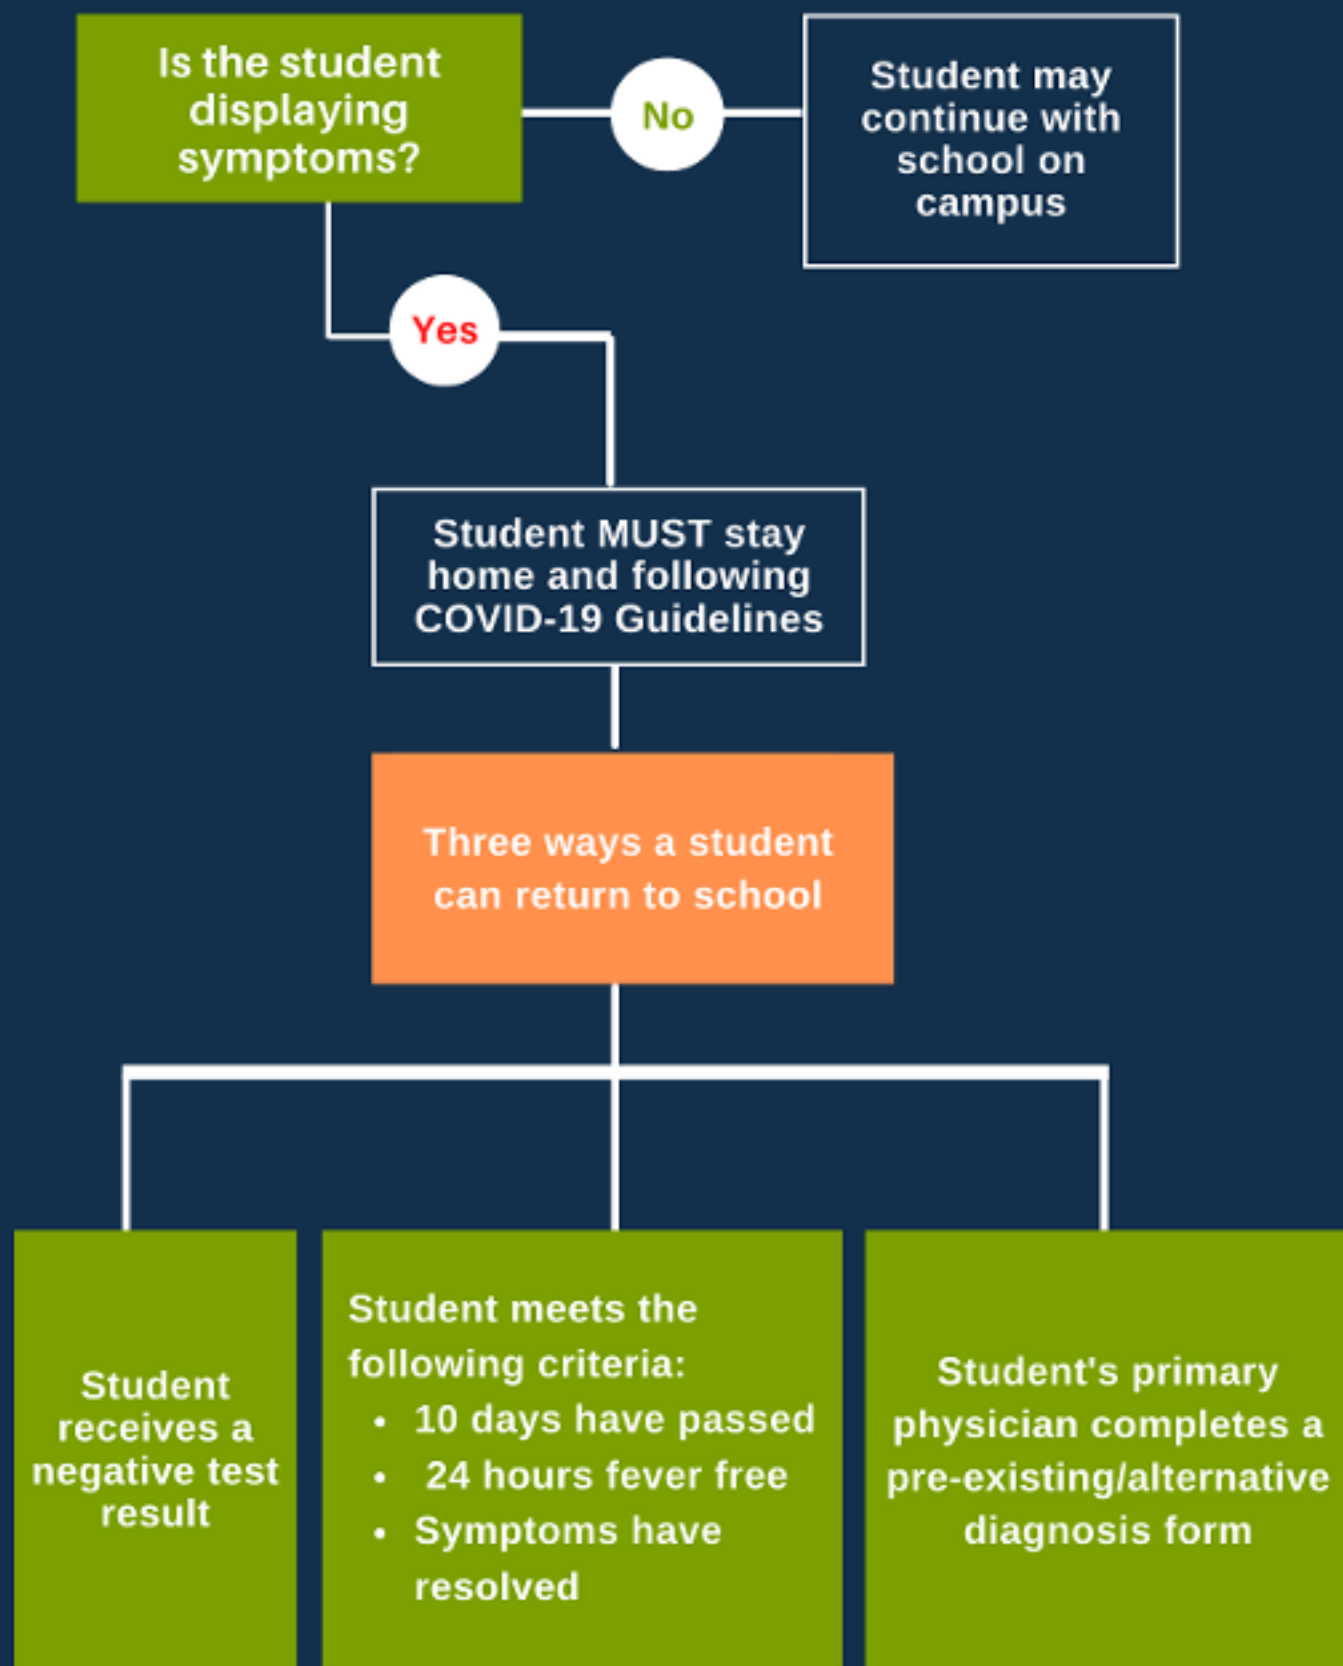 Is the student
displaying
symptoms?
No
Student may
continue with
school on
campus
Yes
Student MUST stay
home and following
COVID-19 Guidelines
Three ways a student
can return to school
Student
receives a
negative test
result
Student meets the
following criteria:
• 10 days have passed
• 24 hours fever free
• Symptoms have
resolved
Student's primary
physician completes a
pre-existing/alternative
diagnosis form